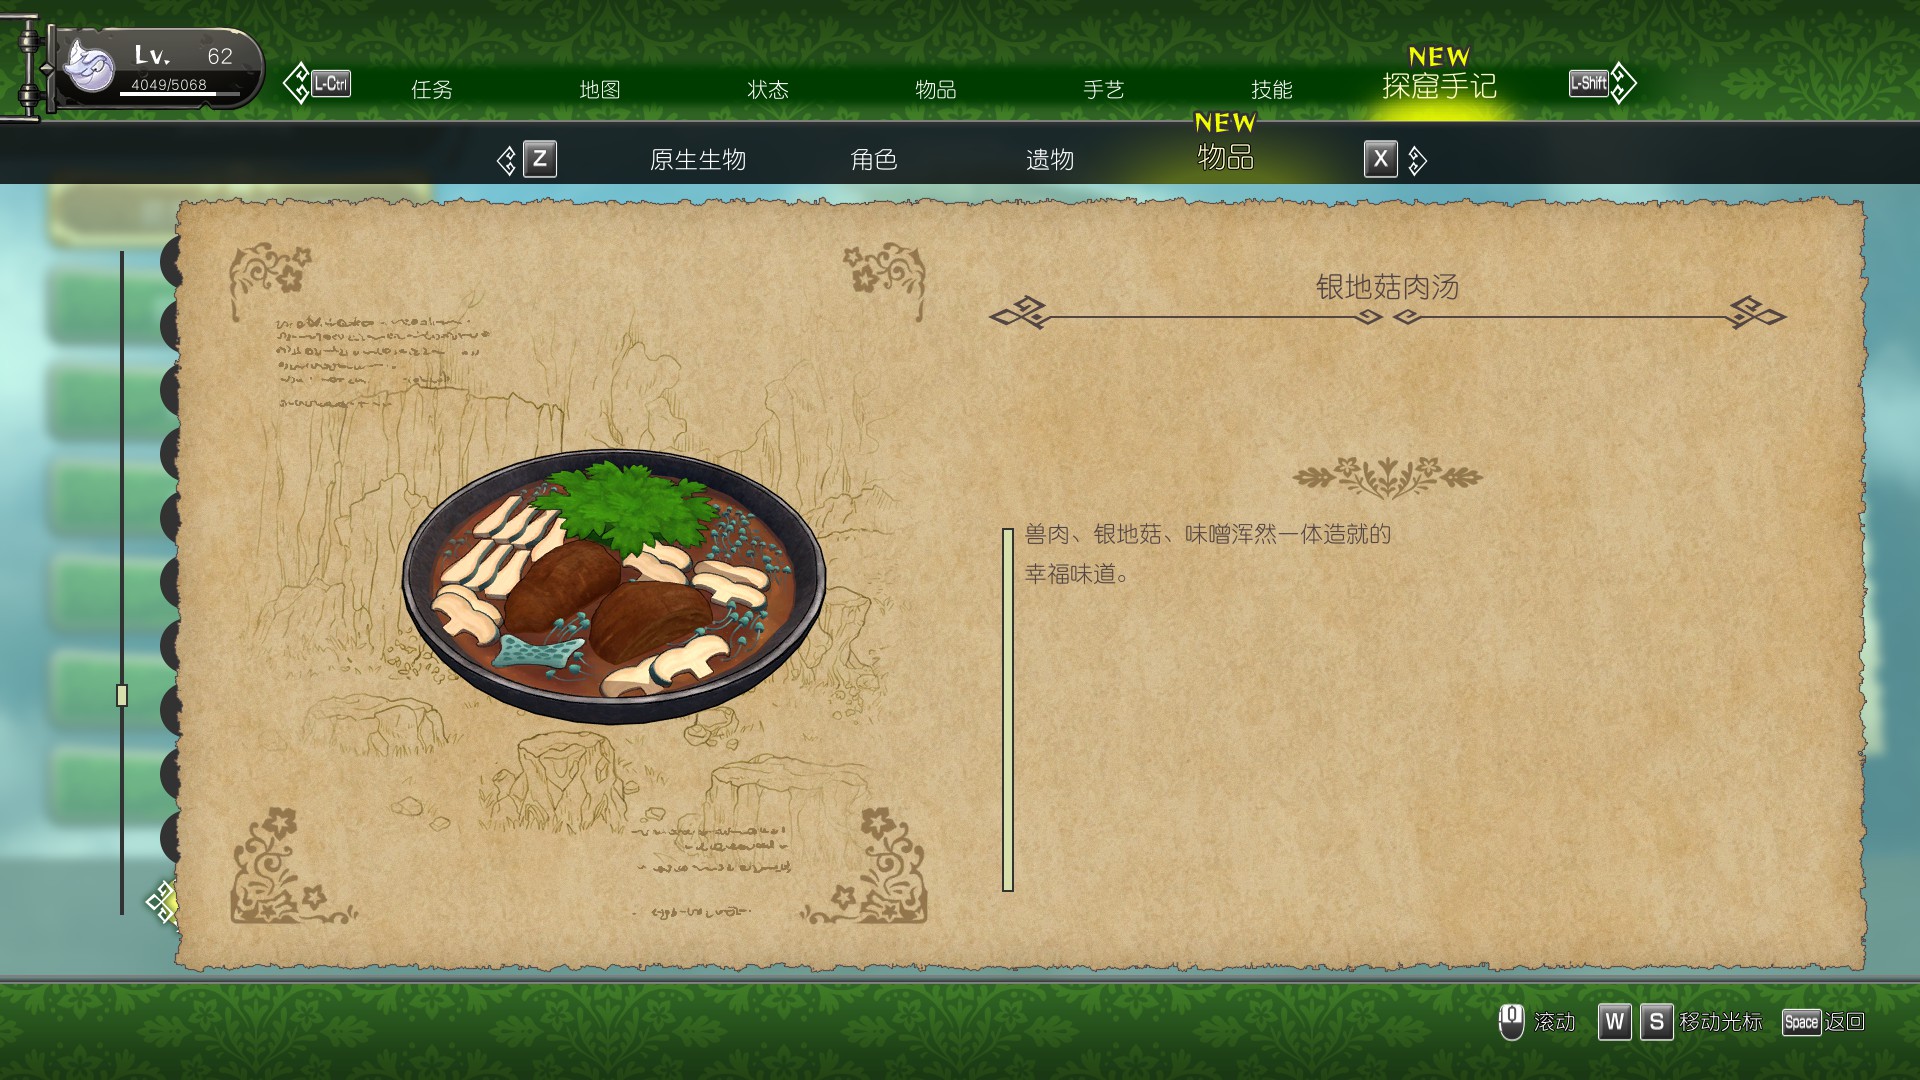 Lv. 62
4049/5068
L-Ctrl
任务
地图
状态
物品
手艺
技能
NEW
探窟手记
L-Shift
Z
原生生物
角色
遗物
NEW
物品
X
银地菇肉汤
兽肉、银地菇、味噌浑然一体造就的
幸福味道。
滚动
W S 移动光标
Space 返回